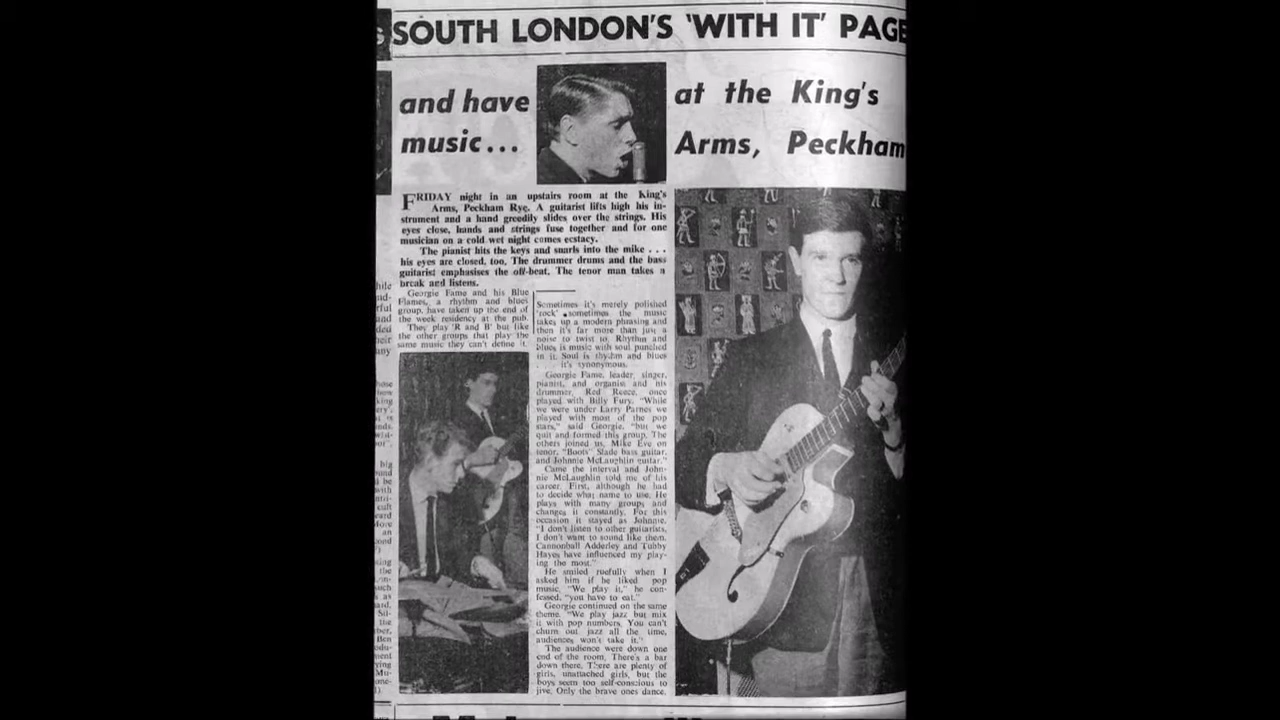 SOUTH LONDON'S 'WITH IT' PAGE
and have
music...
at the King's
Arms, Peckham
FRIDAY night in an upstairs room at the King's
Arms, Peckham Rye. A guitarist lifts high his in-
strument and a hand greedily slides over the strings. His
eyes close, hands and strings fuse together and for one
musician on a cold wet night comes ecstacy.
The pianist hits the keys and snarls into the mike . . .
his eyes are closed, too. The drummer drums and the bass
guitarist emphasises the off-beat. The tenor man takes a
break and listens.
Georgie Fame and his Blue
Flames, a rhythm and blues
group, have taken up the end of
the week residency at the pub.
They play 'R and B' but like
the other groups that play the
same music they can't define it.
Sometimes it's merely polished
'rock' sometimes the music
takes up a modern phrasing and
then it's far more than just a
noise to twist to. Rhythm and
blues is music with soul punched
in it. Soul is rhythm and blues
it's synonymous.
Georgie Fame, leader, singer,
pianist, and organist and his
drummer, Red Reece, once
played with Billy Fury. "While
we were under Larry Parnes we
played with most of the pop
stars," said Georgie, "but we
quit and formed this group. The
others joined us, Mike Eve on
tenor, "Boots" Slade bass guitar,
and Johnnie McLaughlin guitar."
Came the interval and John-
nie McLaughlin told me of his
career. First, although he had
to decide what name to use. He
plays with many groups and
changes it constantly. For this
occasion it stayed as Johnnie.
"I don't listen to other guitarists,
I don't want to sound like them.
Cannonball Adderley and Tubby
Hayes have influenced my play-
ing the most."
He smiled ruefully when I
asked him if he liked pop
music. "We play it," he con-
fessed, "you have to eat."
Georgie continued on the same
theme. "We play jazz but mix
it with pop numbers. You can't
churn out jazz all the time,
audiences won't take it."
The audience were down one
end of the room. There's a bar
down there. There are plenty of
girls, unattached girls, but the
boys seem too self-conscious to
jive. Only the brave ones dance.